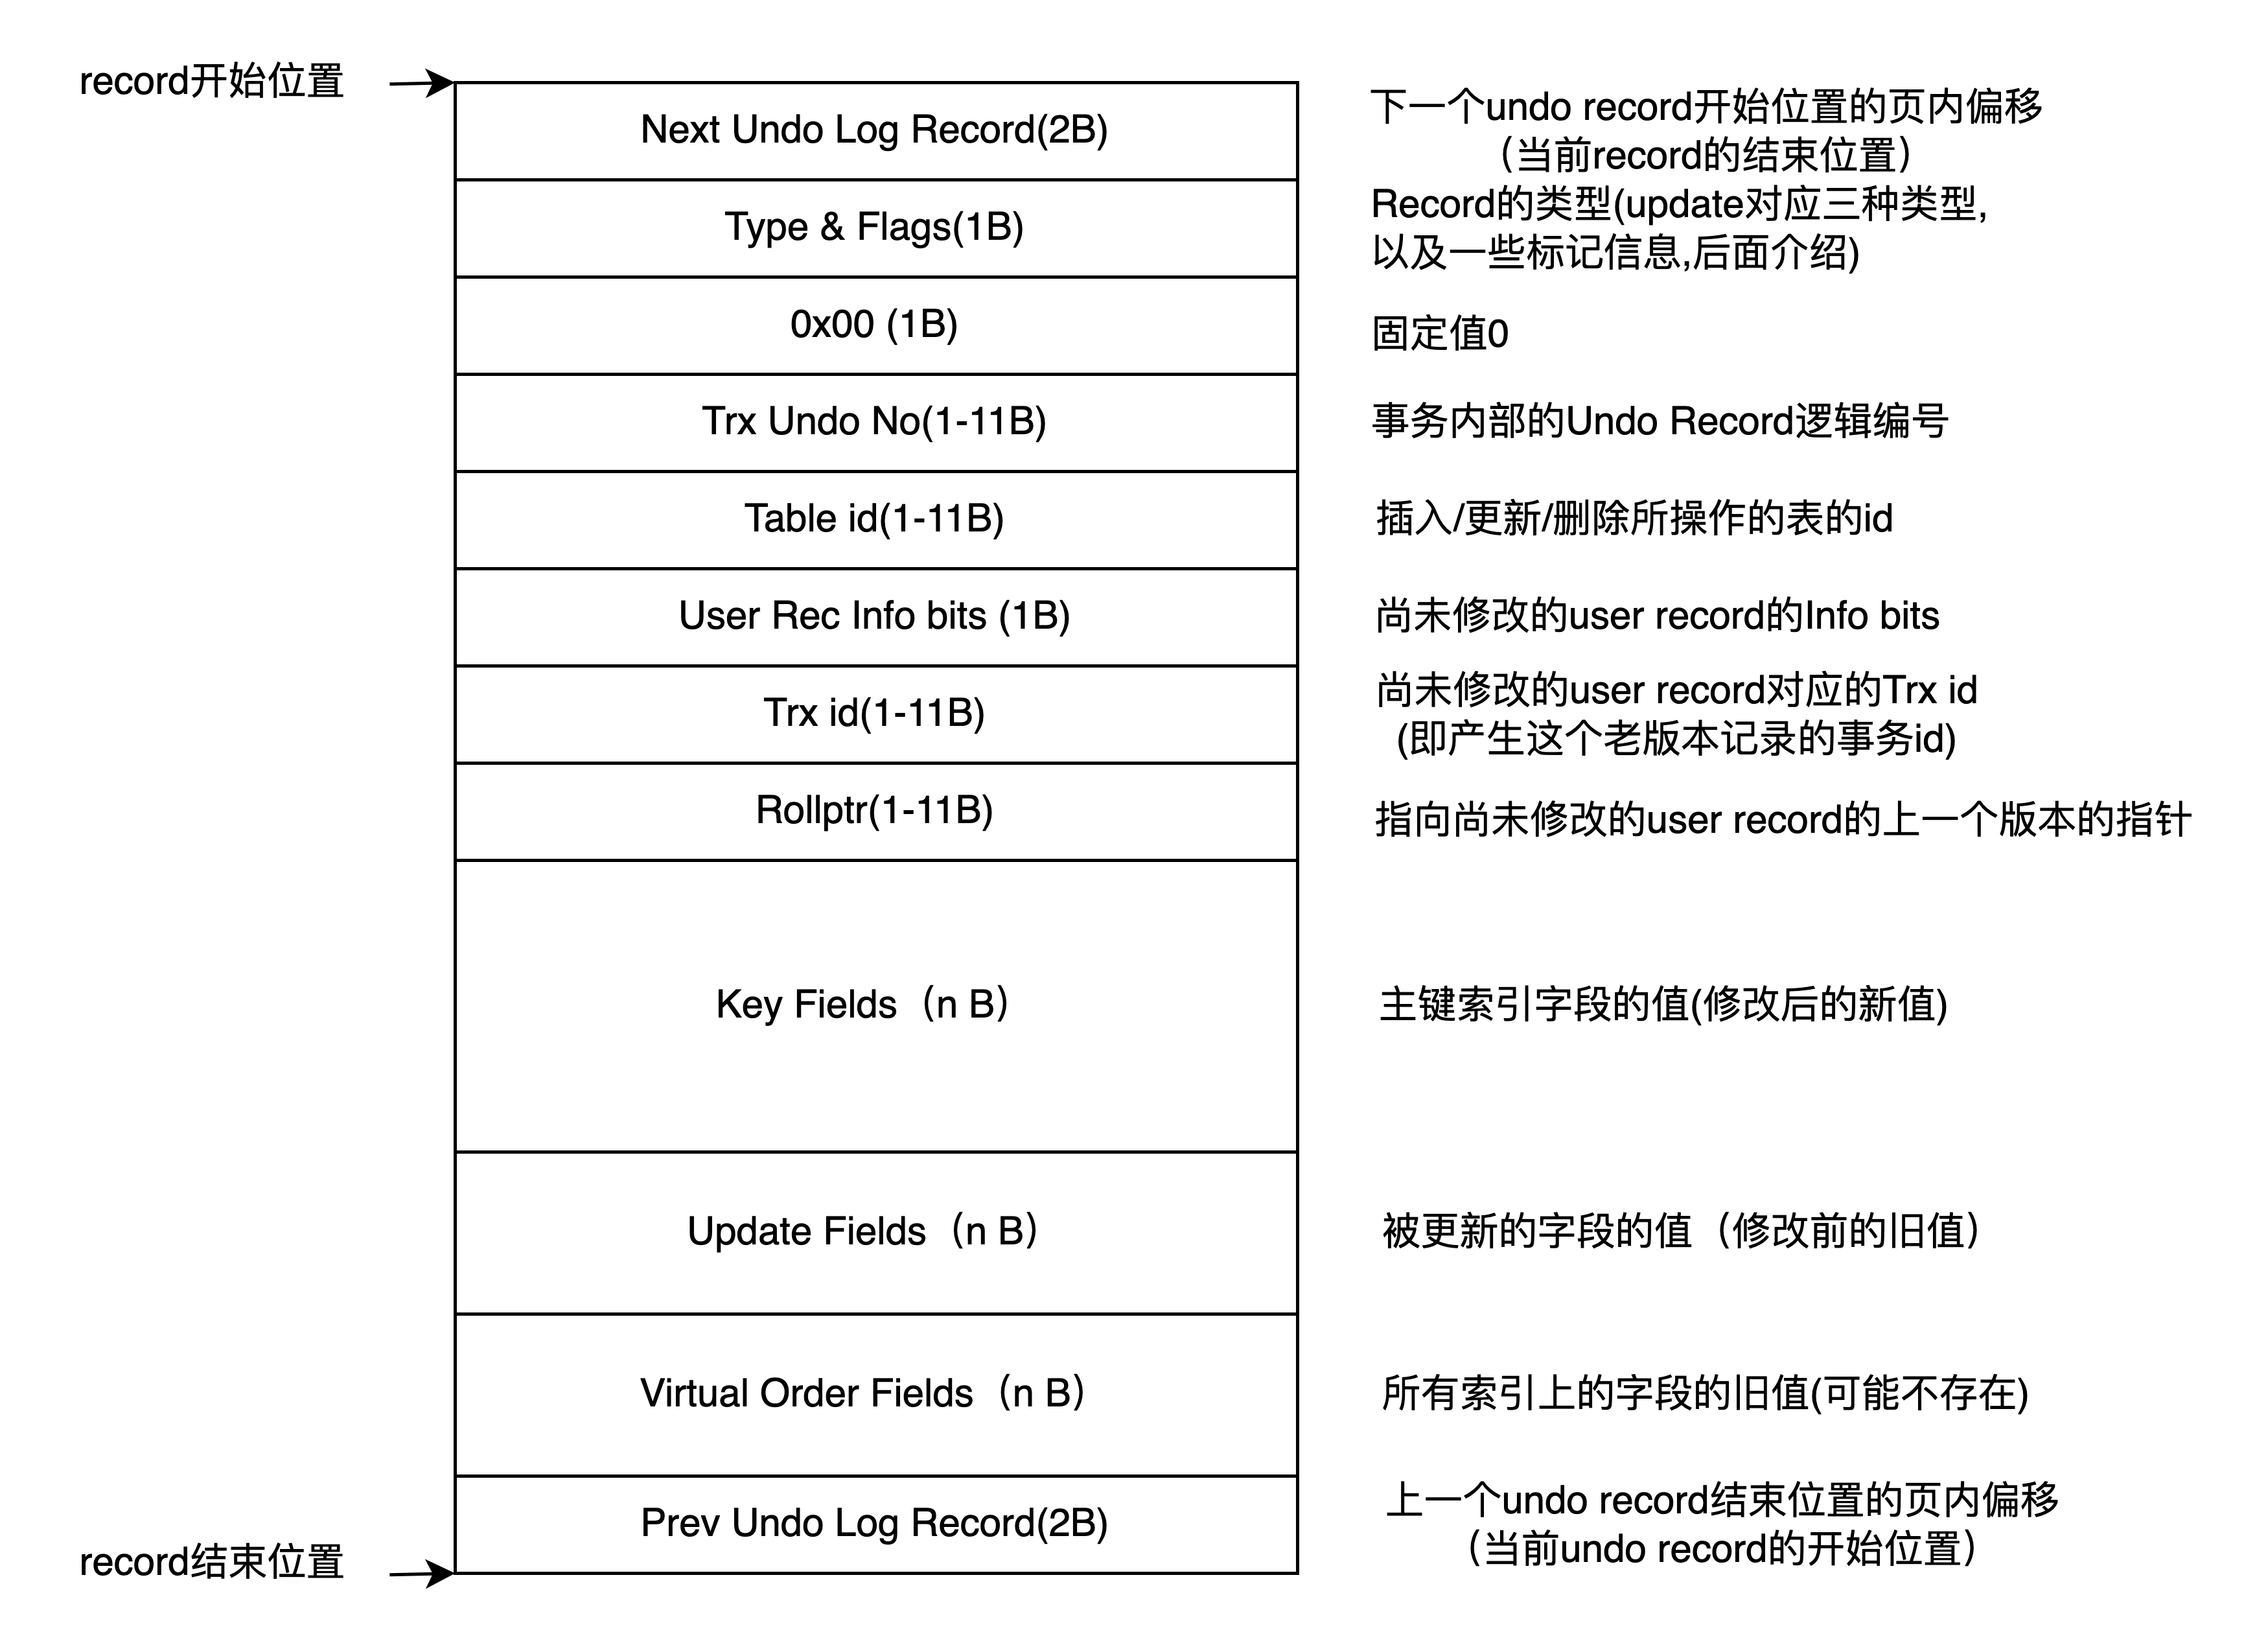 record开始位置
Next Undo Log Record(2B)
下一个undo record开始位置的页内偏移
（当前record的结束位置）
Type & Flags(1B)
Record的类型(update对应三种类型,
以及一些标记信息,后面介绍)
0x00 (1B)
固定值0
Trx Undo No(1-11B)
事务内部的Undo Record逻辑编号
Table id(1-11B)
插入/更新/删除所操作的表的id
User Rec Info bits (1B)
尚未修改的user record的Info bits
Trx id(1-11B)
尚未修改的user record对应的Trx id
(即产生这个老版本记录的事务id)
Rollptr(1-11B)
指向尚未修改的user record的上一个版本的指针
Key Fields（n B）
主键索引字段的值(修改后的新值)
Update Fields（n B）
被更新的字段的值（修改前的旧值）
Virtual Order Fields（n B）
所有索引上的字段的旧值(可能不存在)
Prev Undo Log Record(2B)
上一个undo record结束位置的页内偏移
（当前undo record的开始位置）
record结束位置